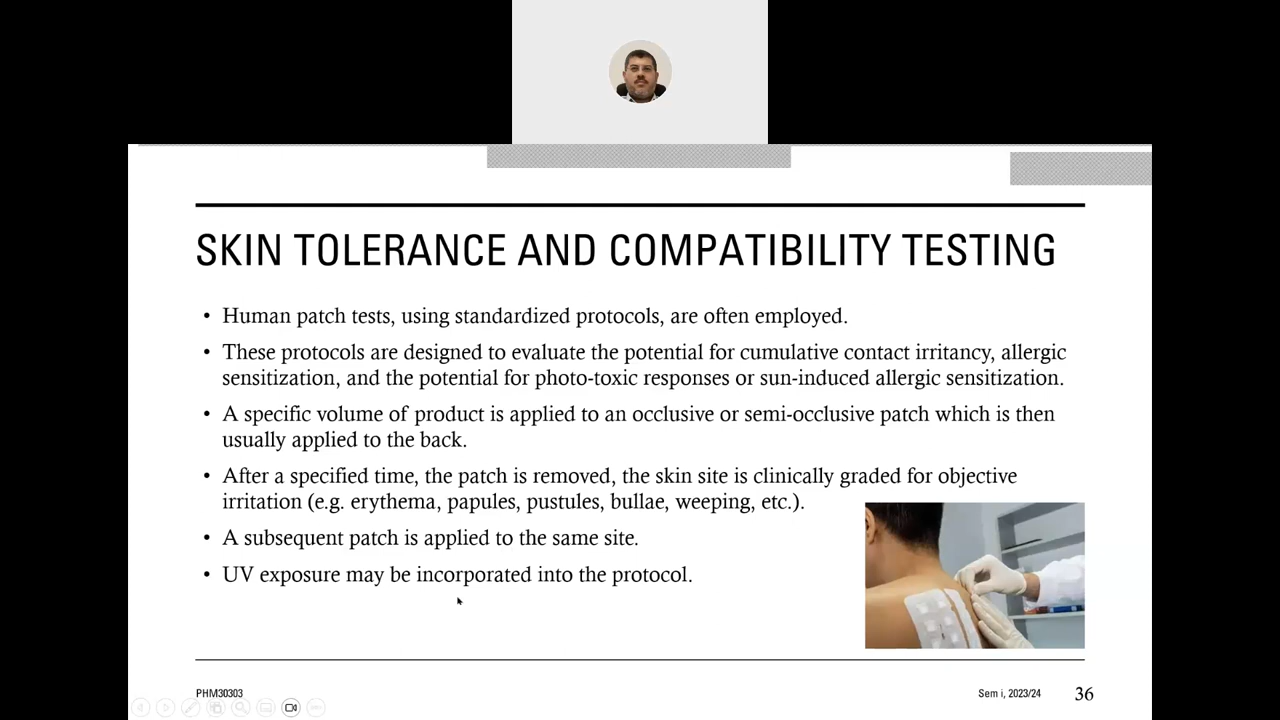 SKIN TOLERANCE AND COMPATIBILITY TESTING
• Human patch tests, using standardized protocols, are often employed.
• These protocols are designed to evaluate the potential for cumulative contact irritancy, allergic
sensitization, and the potential for photo-toxic responses or sun-induced allergic sensitization.
• A specific volume of product is applied to an occlusive or semi-occlusive patch which is then
usually applied to the back.
• After a specified time, the patch is removed, the skin site is clinically graded for objective
irritation (e.g. erythema, papules, pustules, bullae, weeping, etc.).
• A subsequent patch is applied to the same site.
• UV exposure may be incorporated into the protocol.
PHM30303
Sem i, 2023/24
36